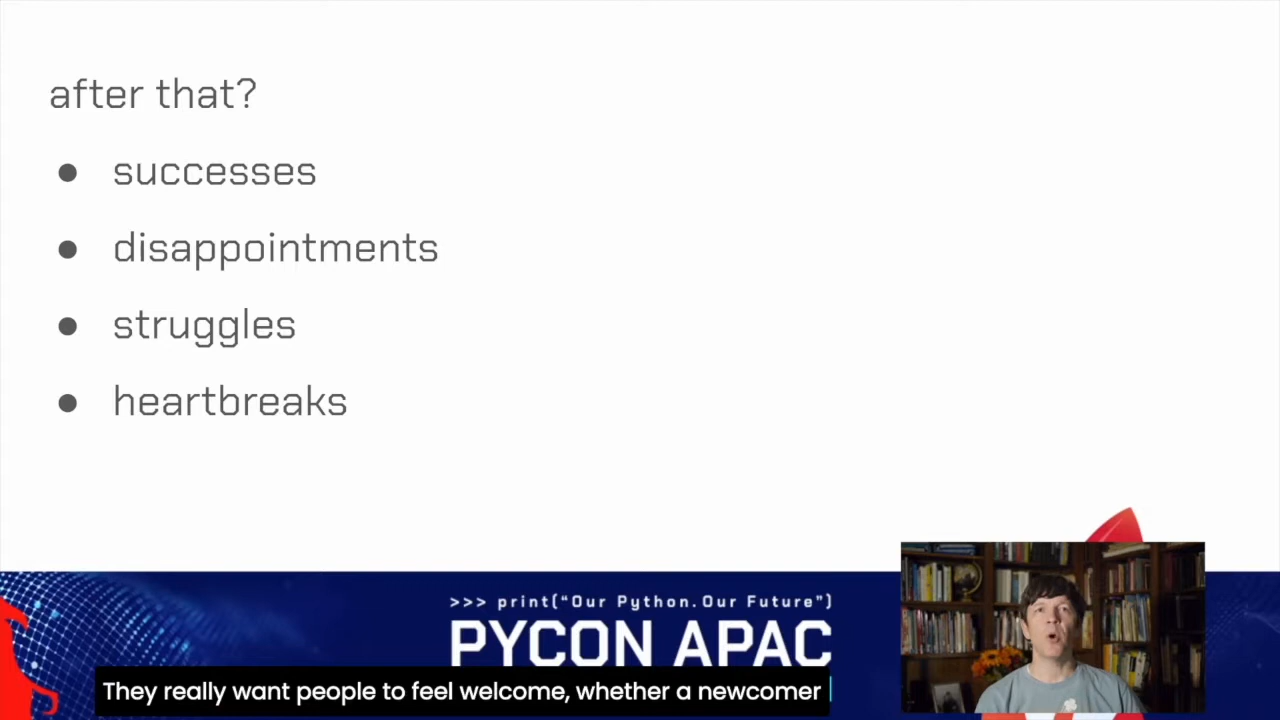 after that?
● successes
● disappointments
● struggles
● heartbreaks
>>> print(“Our Python.Our Future”)
PYCON APAC
They really want people to feel welcome, whether a newcomer